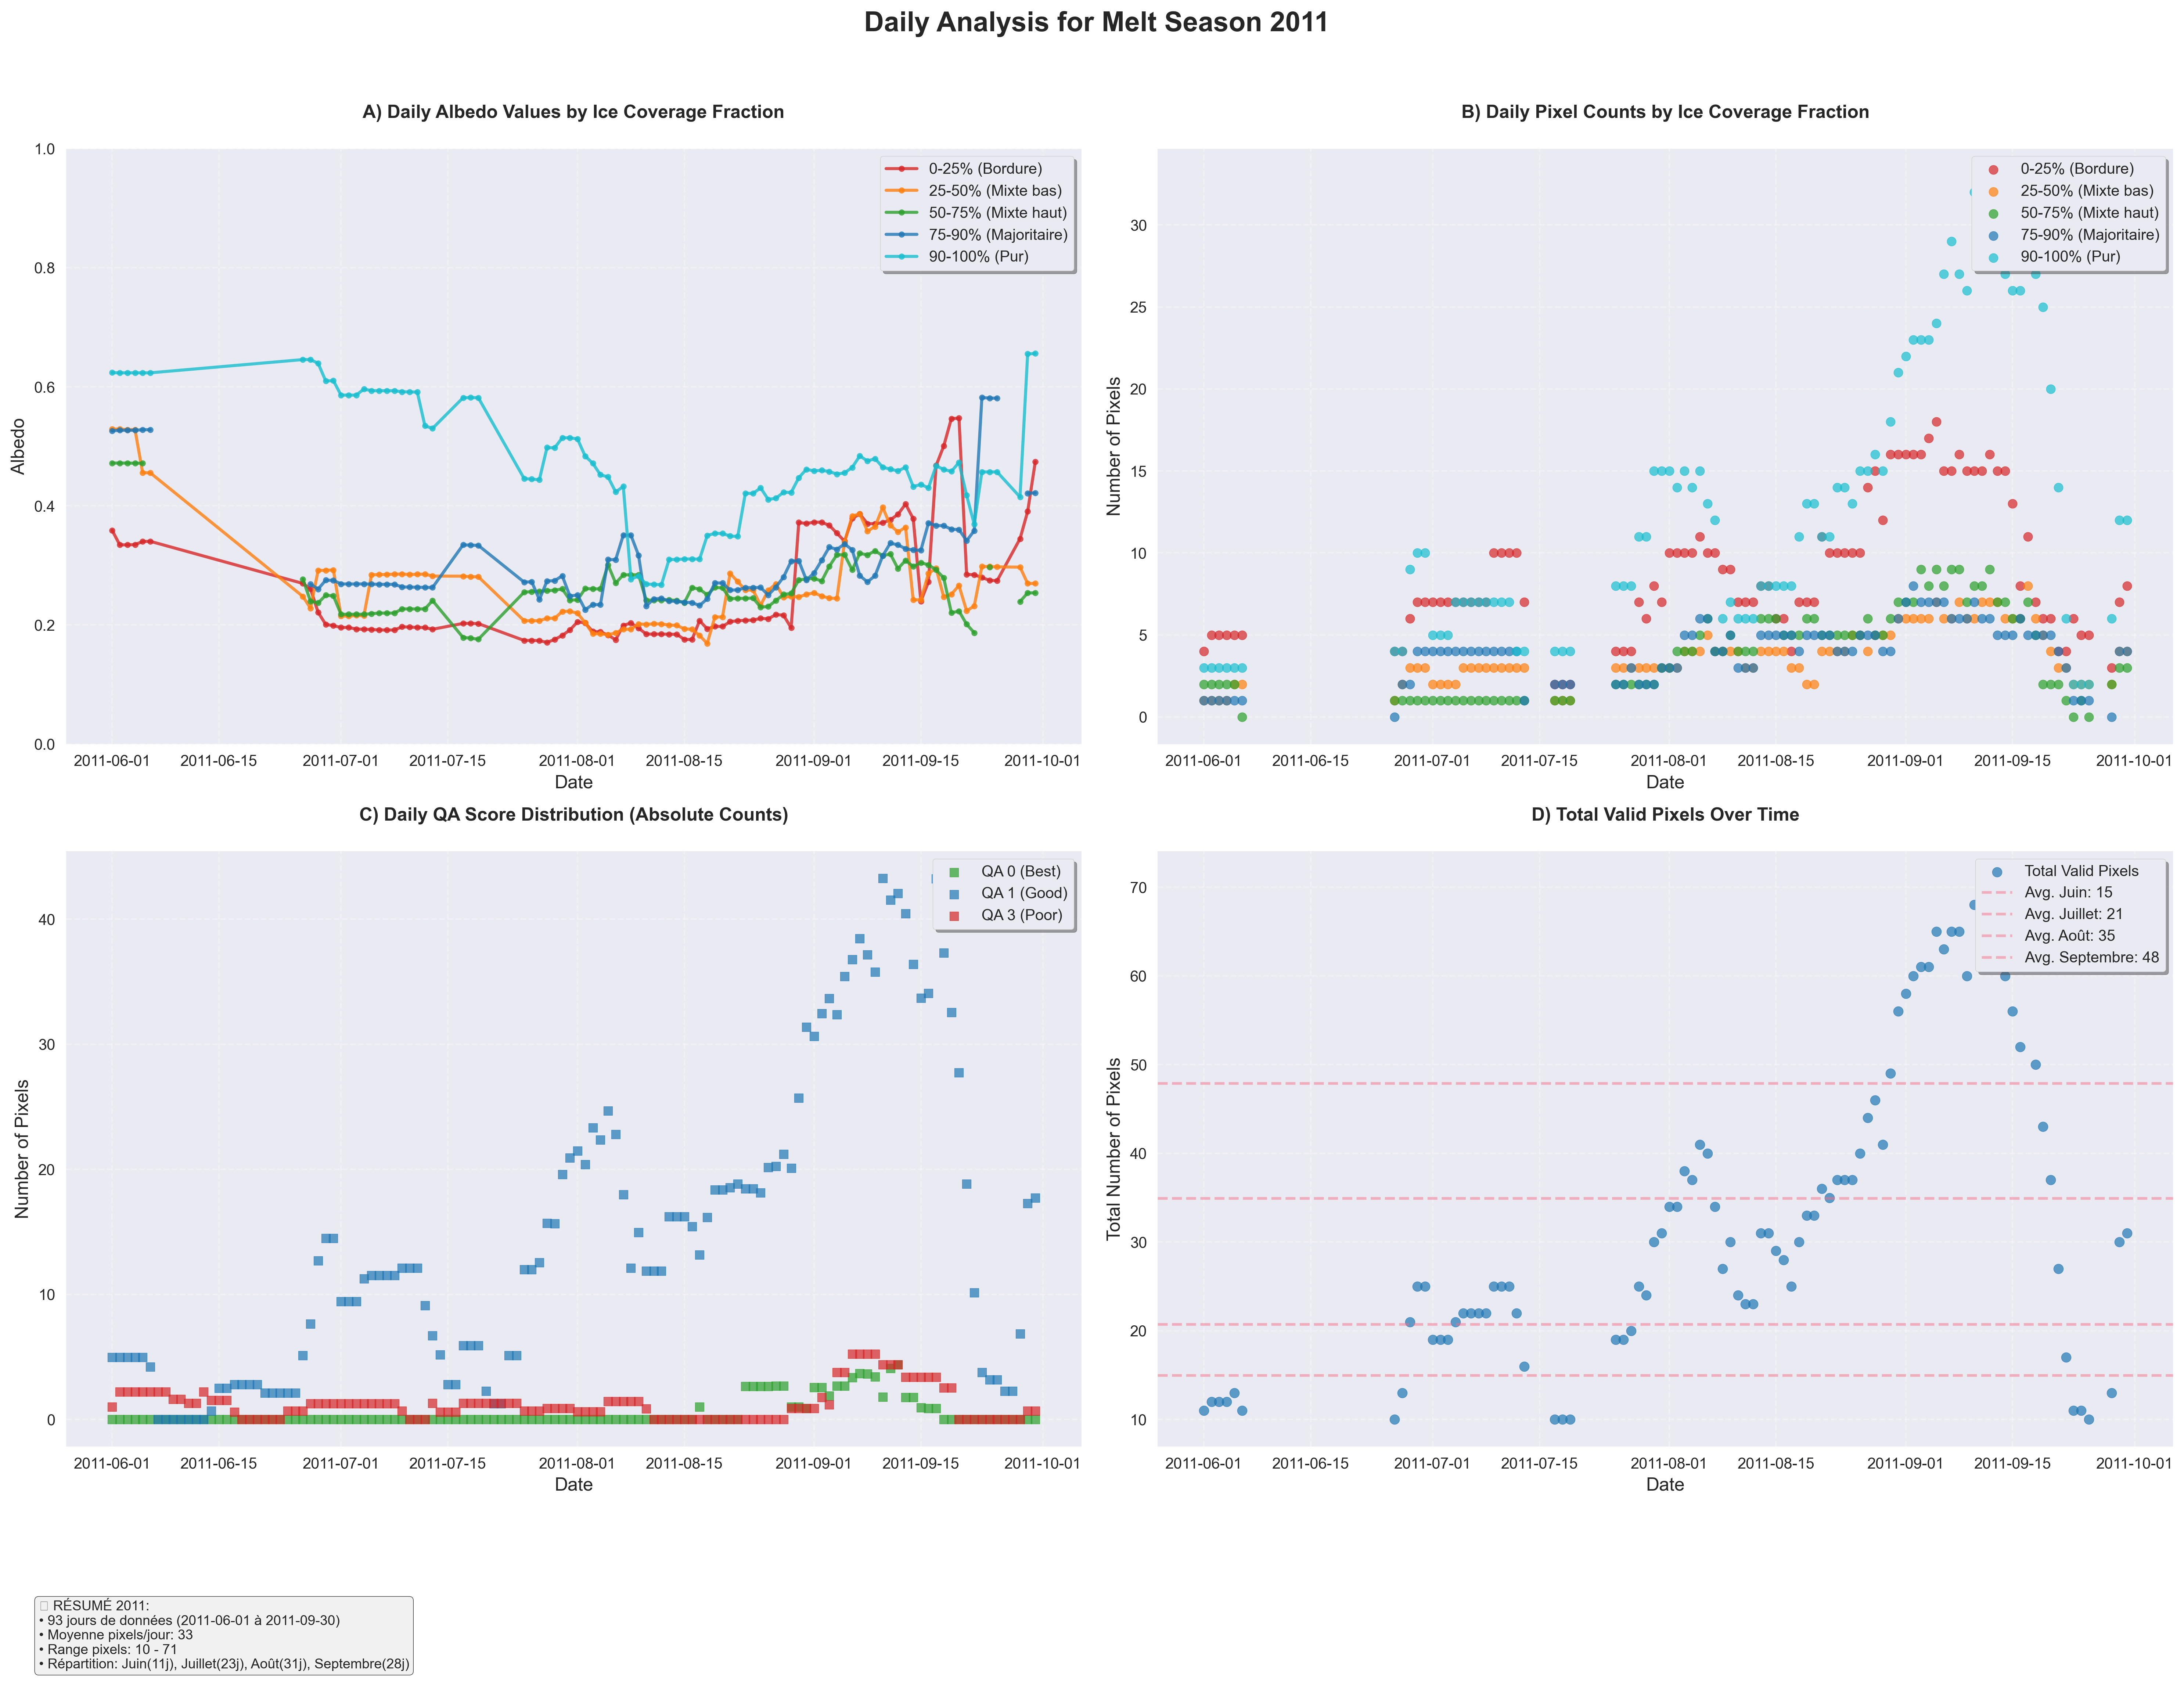 Daily Analysis for Melt Season 2011
A) Daily Albedo Values by Ice Coverage Fraction
1.0
0.8
0.6
0.4
0.2
0.0
Albedo
0-25% (Bordure)
25-50% (Mixte bas)
50-75% (Mixte haut)
75-90% (Majoritaire)
90-100% (Pur)
2011-06-01
2011-06-15
2011-07-01
2011-07-15
2011-08-01
2011-08-15
2011-09-01
2011-09-15
2011-10-01
Date
B) Daily Pixel Counts by Ice Coverage Fraction
30
25
20
15
10
5
0
Number of Pixels
0-25% (Bordure)
25-50% (Mixte bas)
50-75% (Mixte haut)
75-90% (Majoritaire)
90-100% (Pur)
2011-06-01
2011-06-15
2011-07-01
2011-07-15
2011-08-01
2011-08-15
2011-09-01
2011-09-15
2011-10-01
Date
C) Daily QA Score Distribution (Absolute Counts)
40
30
20
10
0
Number of Pixels
QA 0 (Best)
QA 1 (Good)
QA 3 (Poor)
2011-06-01
2011-06-15
2011-07-01
2011-07-15
2011-08-01
2011-08-15
2011-09-01
2011-09-15
2011-10-01
Date
D) Total Valid Pixels Over Time
70
60
50
40
30
20
10
Total Number of Pixels
Total Valid Pixels
Avg. Juin: 15
Avg. Juillet: 21
Avg. Août: 35
Avg. Septembre: 48
2011-06-01
2011-06-15
2011-07-01
2011-07-15
2011-08-01
2011-08-15
2011-09-01
2011-09-15
2011-10-01
Date
RÉSUMÉ 2011:
• 93 jours de données (2011-06-01 à 2011-09-30)
• Moyenne pixels/jour: 33
• Range pixels: 10 - 71
• Répartition: Juin(11j), Juillet(23j), Août(31j), Septembre(28j)